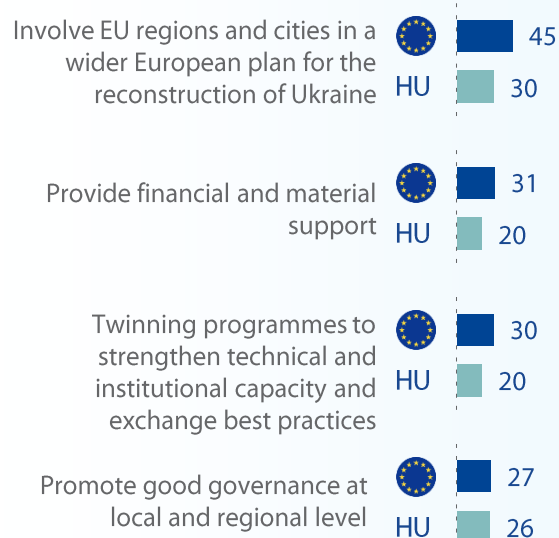 Involve EU regions and cities in a
wider European plan for the
reconstruction of Ukraine
45
HU 30
Provide financial and material
support
31
HU 20
Twinning programmes to
strengthen technical and
institutional capacity and
exchange best practices
30
HU 20
Promote good governance at
local and regional level
27
HU 26